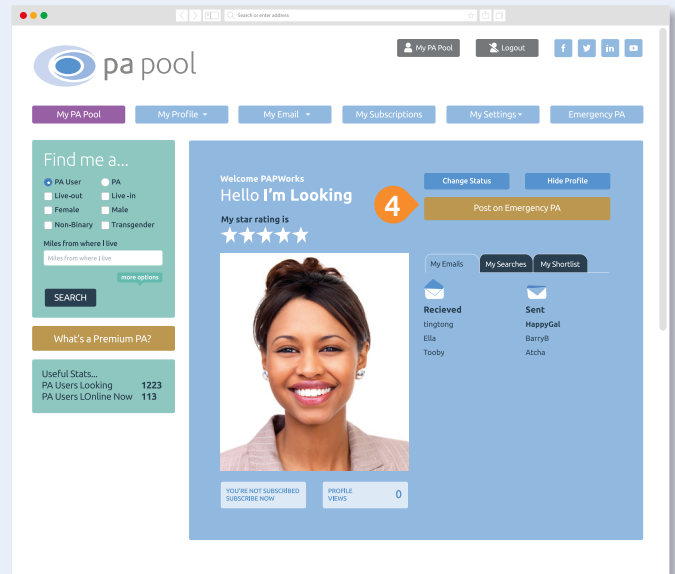 Search or enter address
pa pool
My PA Pool
Logout
My PA Pool
My Profile
My Email
My Subscriptions
My Settings
Emergency PA
Find me a...
PA User
PA
Live-out
Live -in
Female
Male
Non-Binary
Transgender
Miles from where I live
Miles from where I live
more options
SEARCH
What's a Premium PA?
Useful Stats...
PA Users Looking 1223
PA Users LOnline Now 113
Welcome PAPWorks
Hello I'm Looking
My star rating is
YOU'RE NOT SUBSCRIBED
SUBSCRIBE NOW
PROFILE
VIEWS
0
Change Status
Hide Profile
4
Post on Emergency PA
My Emails
My Searches
My Shortlist
Recieved
tingtong
Ella
Tooby
Sent
HappyGal
BarryB
Atcha